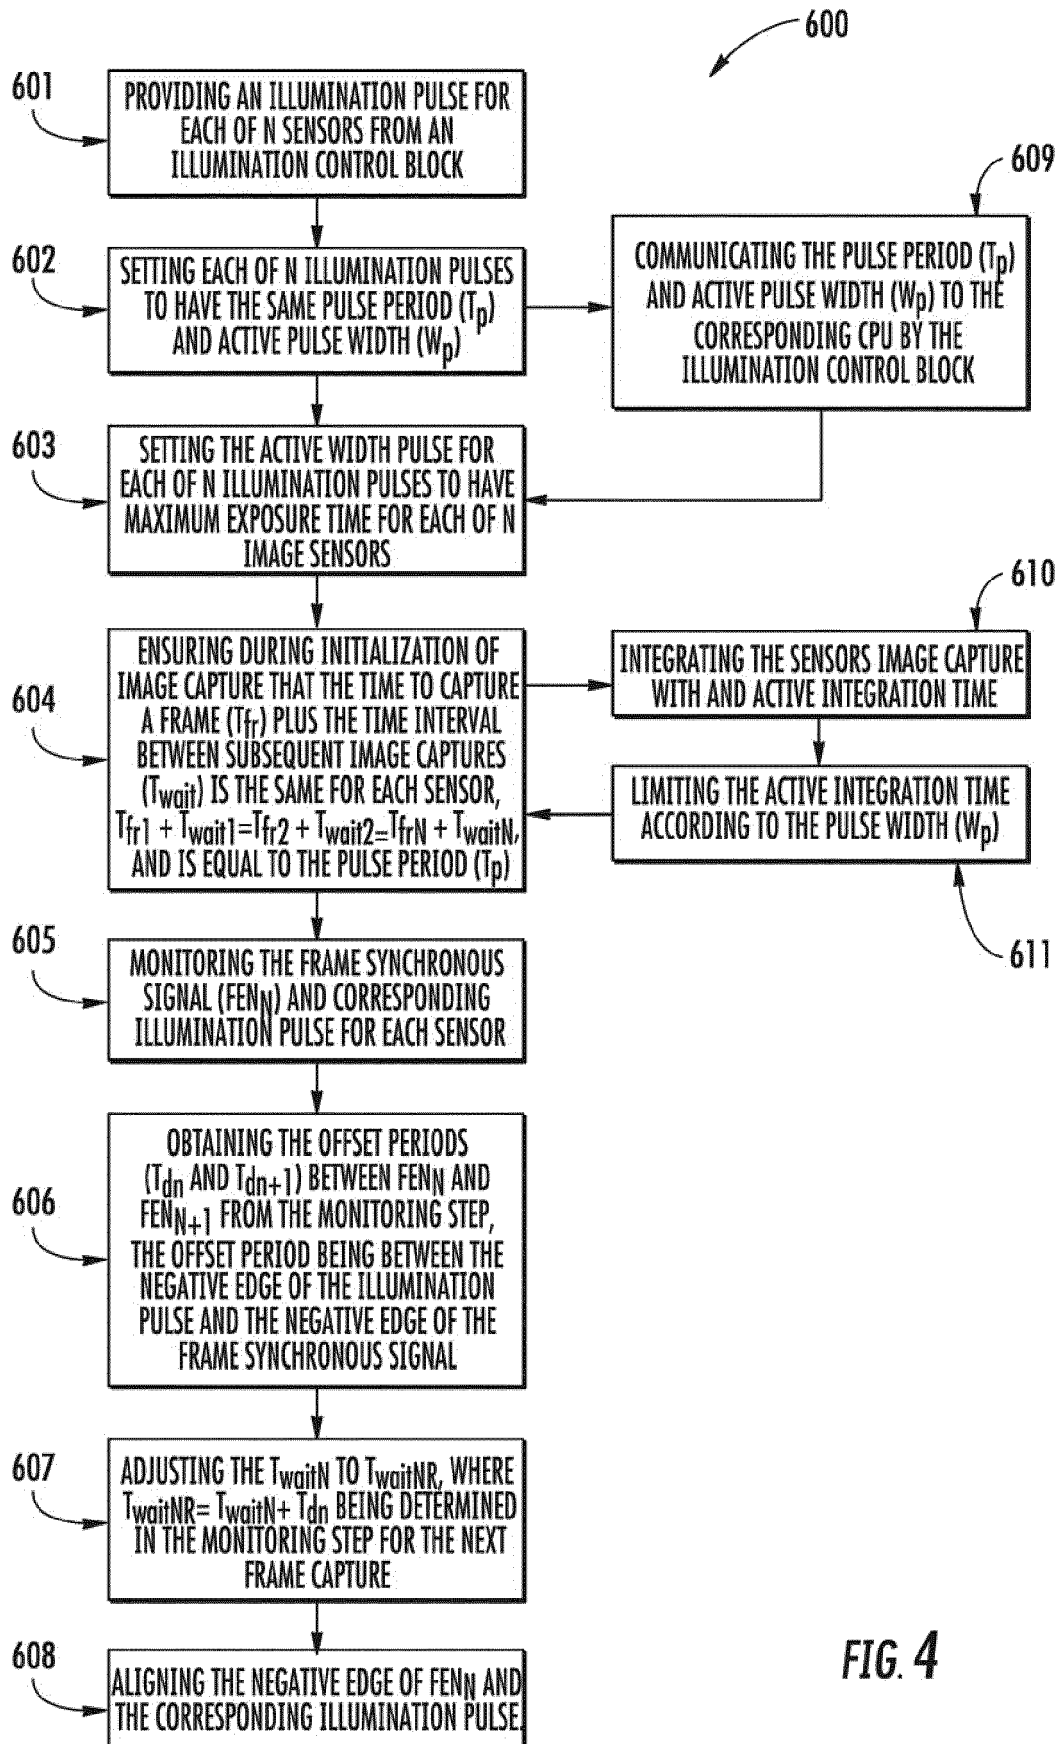 600
601
PROVIDING AN ILLUMINATION PULSE FOR
EACH OF N SENSORS FROM AN
ILLUMINATION CONTROL BLOCK
602
SETTING EACH OF N ILLUMINATION PULSES
TO HAVE THE SAME PULSE PERIOD (Tp)
AND ACTIVE PULSE WIDTH (Wp)
609
COMMUNICATING THE PULSE PERIOD (Tp)
AND ACTIVE PULSE WIDTH (Wp) TO THE
CORRESPONDING CPU BY THE
ILLUMINATION CONTROL BLOCK
603
SETTING THE ACTIVE WIDTH PULSE FOR
EACH OF N ILLUMINATION PULSES TO HAVE
MAXIMUM EXPOSURE TIME FOR EACH OF N
IMAGE SENSORS
604
ENSURING DURING INITIALIZATION OF
IMAGE CAPTURE THAT THE TIME TO CAPTURE
A FRAME (Tfr) PLUS THE TIME INTERVAL
BETWEEN SUBSEQUENT IMAGE CAPTURES
(Twait) IS THE SAME FOR EACH SENSOR,
Tfr1 + Twait1=Tfr2 + Twait2=TfrN + TwaitN,
AND IS EQUAL TO THE PULSE PERIOD (Tp)
610
INTEGRATING THE SENSORS IMAGE CAPTURE
WITH AND ACTIVE INTEGRATION TIME
LIMITING THE ACTIVE INTEGRATION TIME
ACCORDING TO THE PULSE WIDTH (Wp)
611
605
MONITORING THE FRAME SYNCHRONOUS
SIGNAL (FENN) AND CORRESPONDING
ILLUMINATION PULSE FOR EACH SENSOR
606
OBTAINING THE OFFSET PERIODS
(Tdn AND Tdn+1) BETWEEN FENN AND
FENN+1 FROM THE MONITORING STEP,
THE OFFSET PERIOD BEING BETWEEN THE
NEGATIVE EDGE OF THE ILLUMINATION
PULSE AND THE NEGATIVE EDGE OF THE
FRAME SYNCHRONOUS SIGNAL
607
ADJUSTING THE TwaitN TO TwaitNR, WHERE
TwaitNR= TwaitN+ Tdn BEING DETERMINED
IN THE MONITORING STEP FOR THE NEXT
FRAME CAPTURE
608
ALIGNING THE NEGATIVE EDGE OF FENN AND
THE CORRESPONDING ILLUMINATION PULSE.
FIG. 4